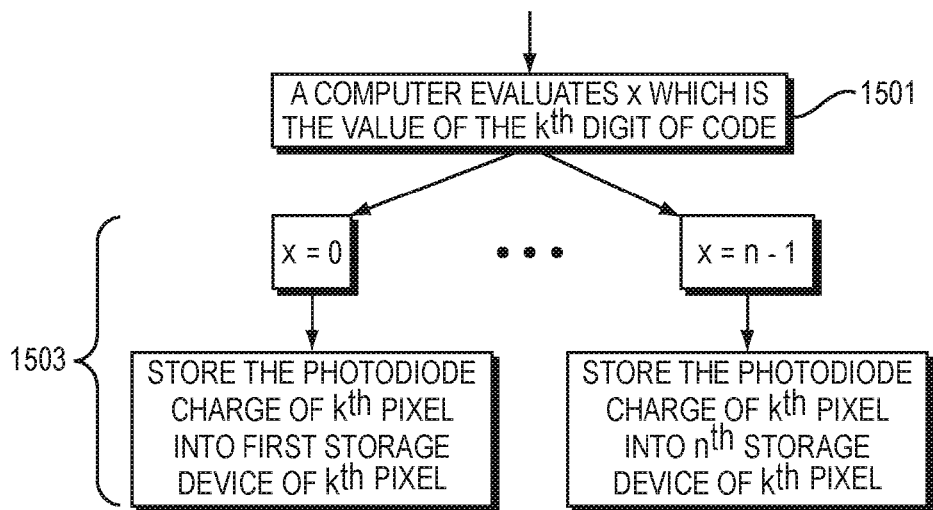 A COMPUTER EVALUATES x WHICH IS
THE VALUE OF THE kth DIGIT OF CODE
1501
x = 0
• • •
x = n - 1
1503
STORE THE PHOTODIODE
CHARGE OF kth PIXEL
INTO FIRST STORAGE
DEVICE OF kth PIXEL
STORE THE PHOTODIODE
CHARGE OF kth PIXEL
INTO nth STORAGE
DEVICE OF kth PIXEL